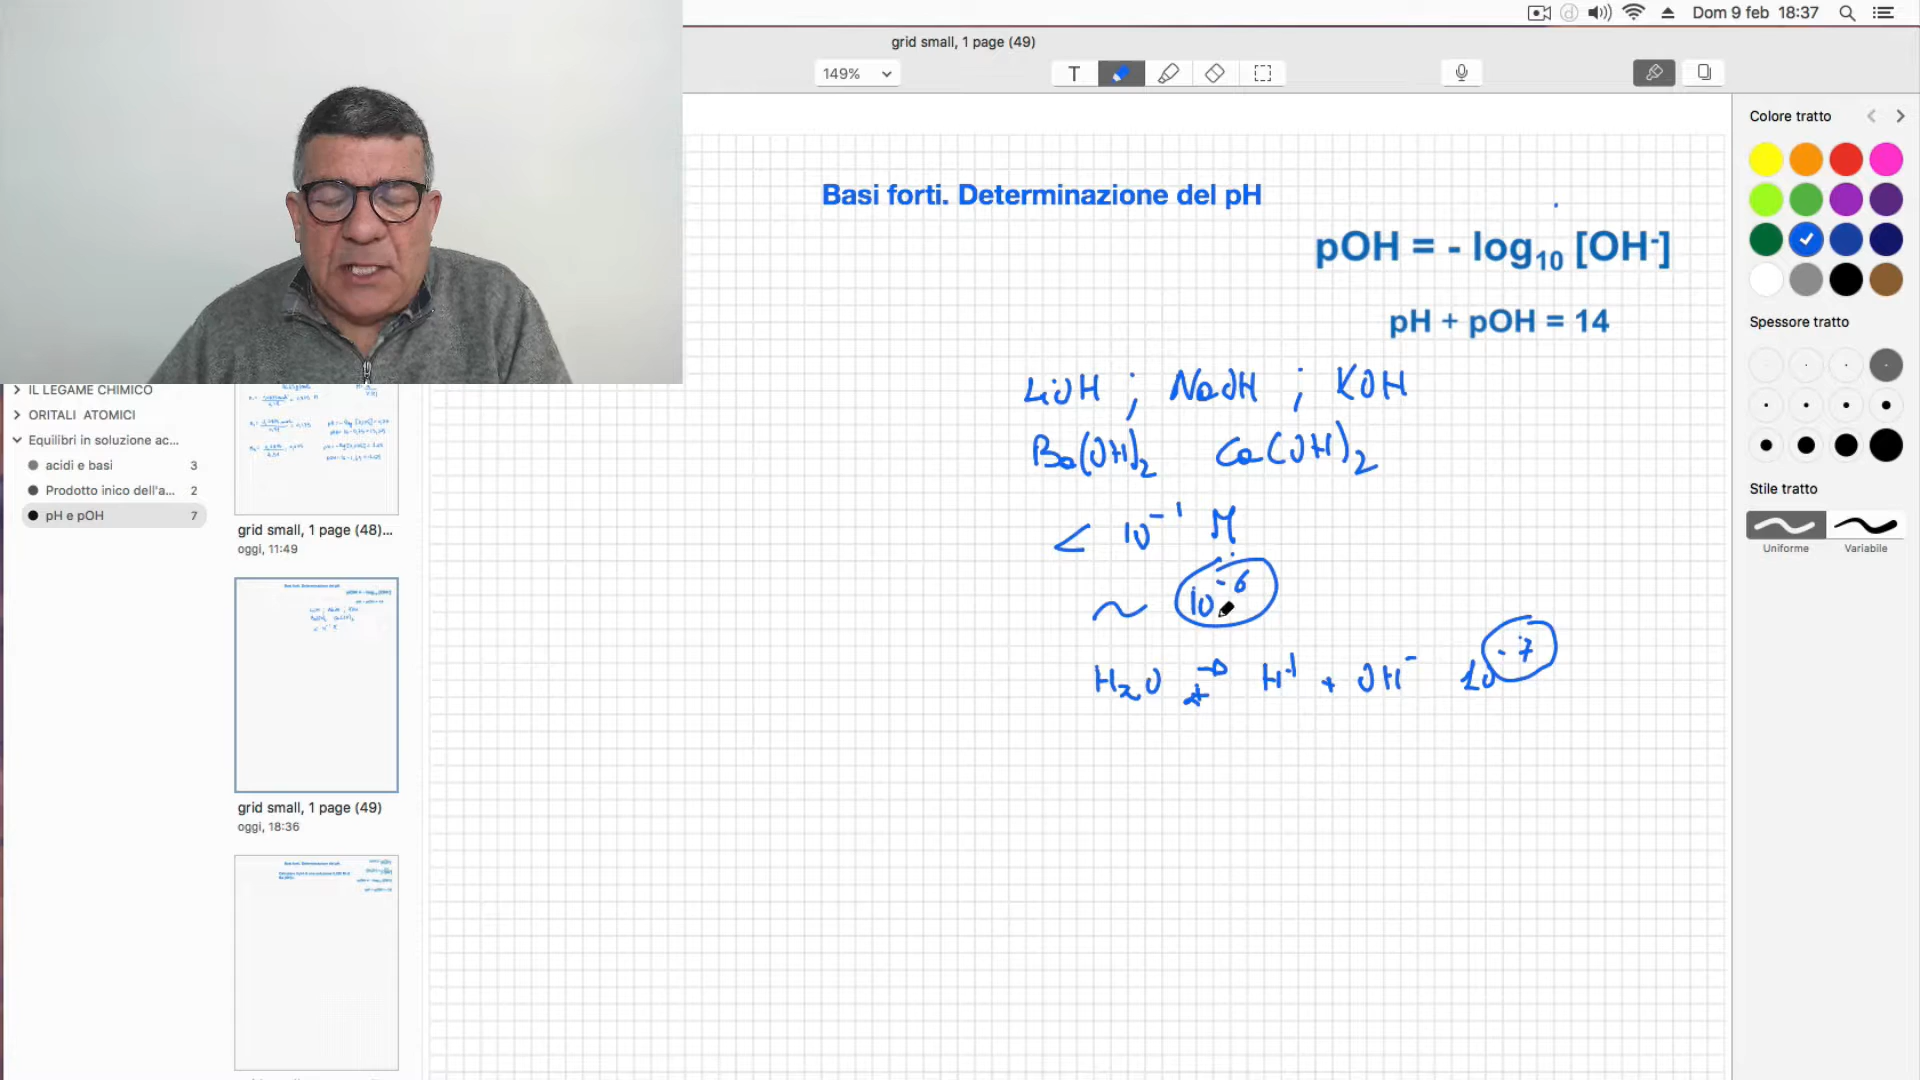 Dom 9 feb 18:37
grid small, 1 page (49)
149%
T
Colore tratto
Basi forti. Determinazione del pH
pOH = - log₁₀ [OH⁻]
pH + pOH = 14
Spessore tratto
LiOH ; NaOH ; KOH
Ba(OH)₂ Ca(OH)₂
< 10⁻¹ M
~ 10⁻⁶
H₂O ⇄ H⁺ + OH⁻ 10⁻⁷
Stile tratto
Uniforme
Variabile
IL LEGAME CHIMICO
ORITALI ATOMICI
Equilibri in soluzione ac...
acidi e basi 3
Prodotto inico dell'a... 2
pH e pOH 7
grid small, 1 page (48)...
oggi, 11:49
grid small, 1 page (49)
oggi, 18:36